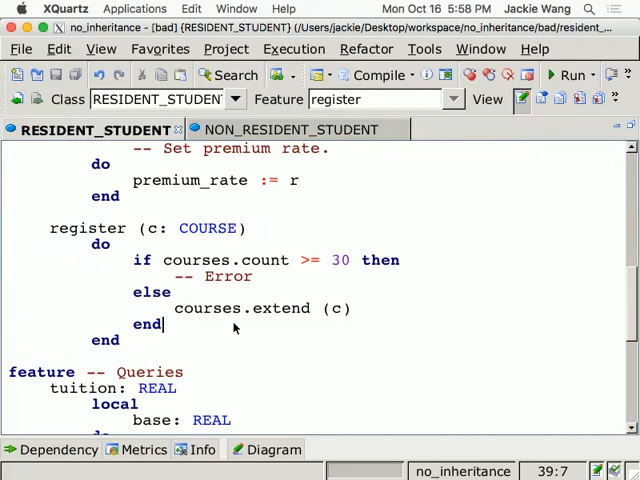 XQuartz Applications Edit Window Help Mon Oct 16 5:58 PM Jackie Wang
no_inheritance - [bad] {RESIDENT_STUDENT} (/Users/jackie/Desktop/workspace/no_inheritance/bad/resident_...
File Edit View Favorites Project Execution Refactor Tools Window Help
Search Compile Run
Class RESIDENT_STUDENT Feature register View
RESIDENT_STUDENT NON_RESIDENT_STUDENT
-- Set premium rate.
do
premium_rate := r
end
register (c: COURSE)
do
if courses.count >= 30 then
-- Error
else
courses.extend (c)
end
end
feature -- Queries
tuition: REAL
local
base: REAL
do
Dependency Metrics Info Diagram
no_inheritance 39:7